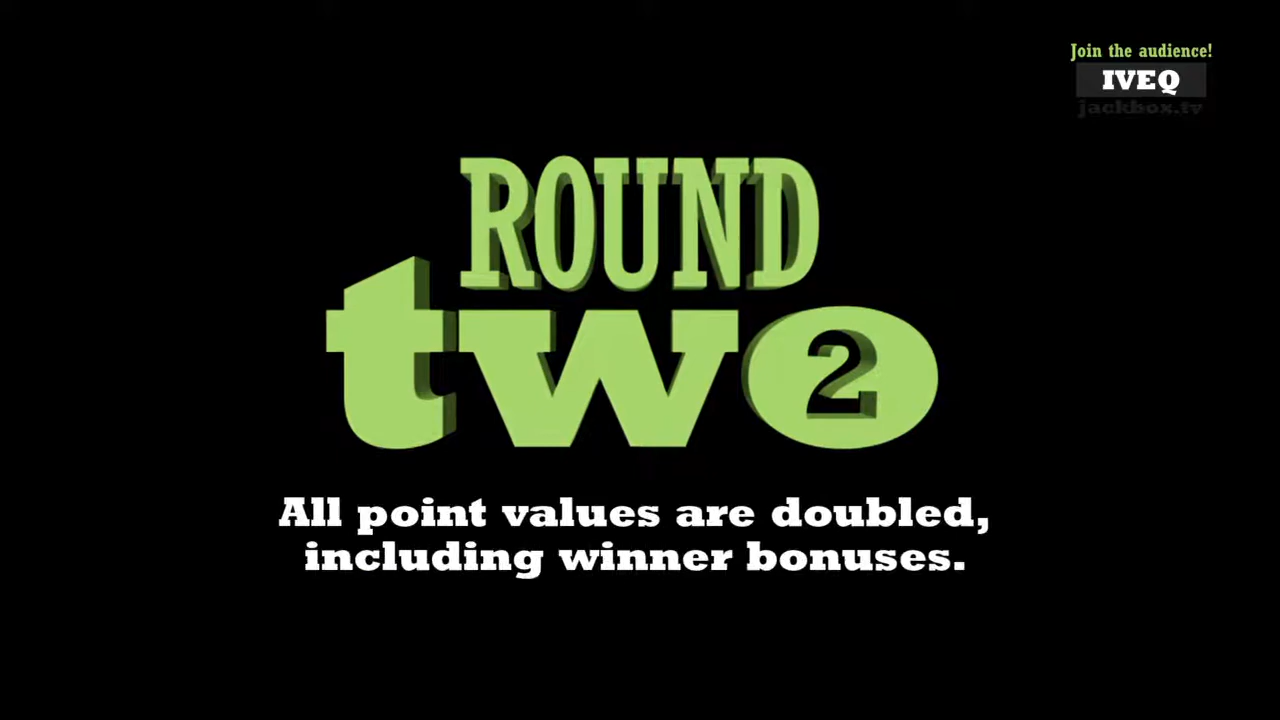 Join the audience!
IVEQ
jackbox.tv
ROUND
two
2
All point values are doubled,
including winner bonuses.